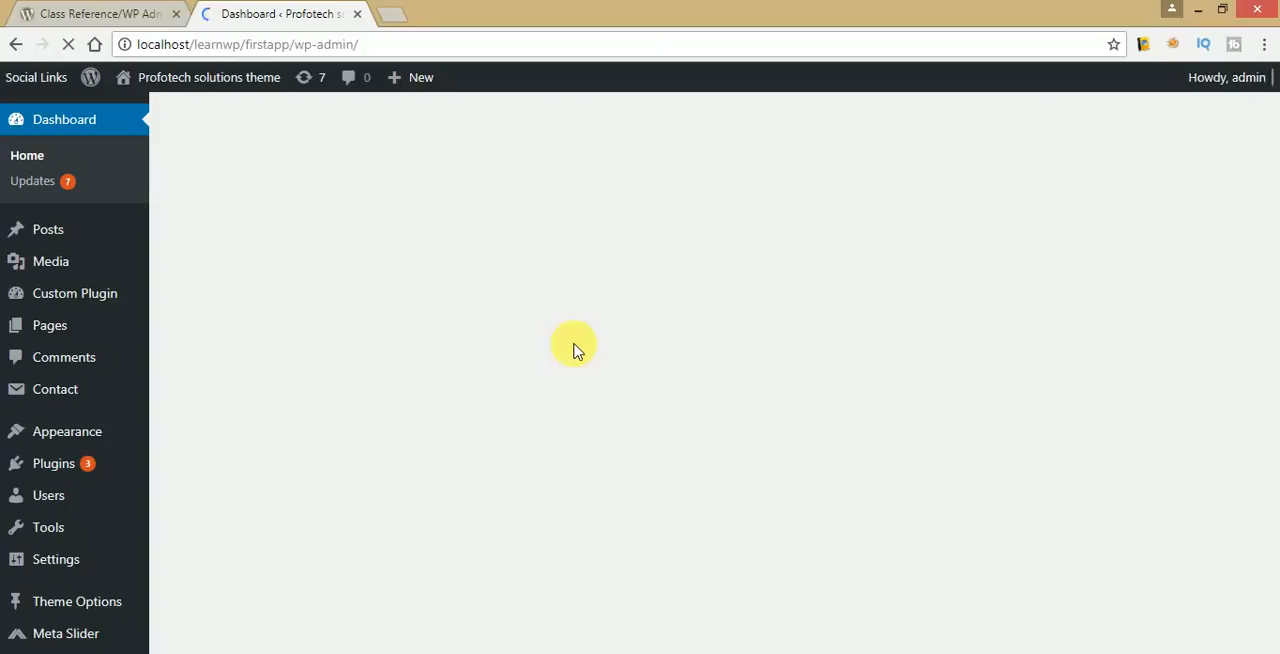 Class Reference/WP Adm
Dashboard ‹ Profotech s
localhost/learnwp/firstapp/wp-admin/
IQ
tb
Social Links
Profotech solutions theme
7
0
New
Howdy, admin
Dashboard
Home
Updates 7
Posts
Media
Custom Plugin
Pages
Comments
Contact
Appearance
Plugins 3
Users
Tools
Settings
Theme Options
Meta Slider